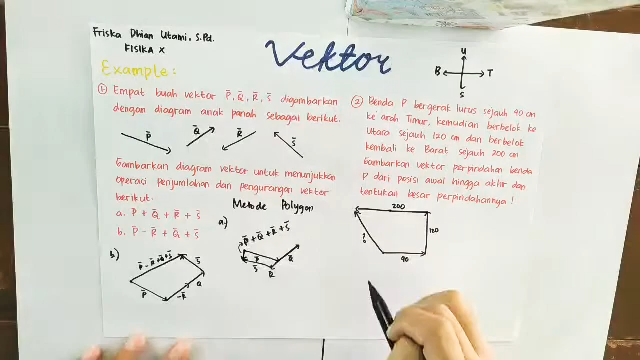 Friska Dhian Utami, S.Pd.
FISIKA X
Vektor
U
B T
S
Example:
① Empat buah vektor P, Q, R, S digambarkan
dengan diagram anak panah sebagai berikut.
P Q R S
Gambarkan diagram vektor untuk menunjukkan
operasi penjumlahan dan pengurangan vektor
berikut.
a. P + Q + R + S
b. P - R + Q + S
Metode Polygon
a)
P + Q + R + S
P
S
R
Q
b)
P - R + Q + S
S
Q
P
-R
② Benda P bergerak lurus sejauh 90 cm
ke arah Timur, kemudian berbelok ke
Utara sejauh 120 cm dan berbelok
kembali ke Barat sejauh 200 cm
Gambarkan vektor perpindahan benda
P dari posisi awal hingga akhir dan
tentukan besar perpindahannya!
200
?
120
90